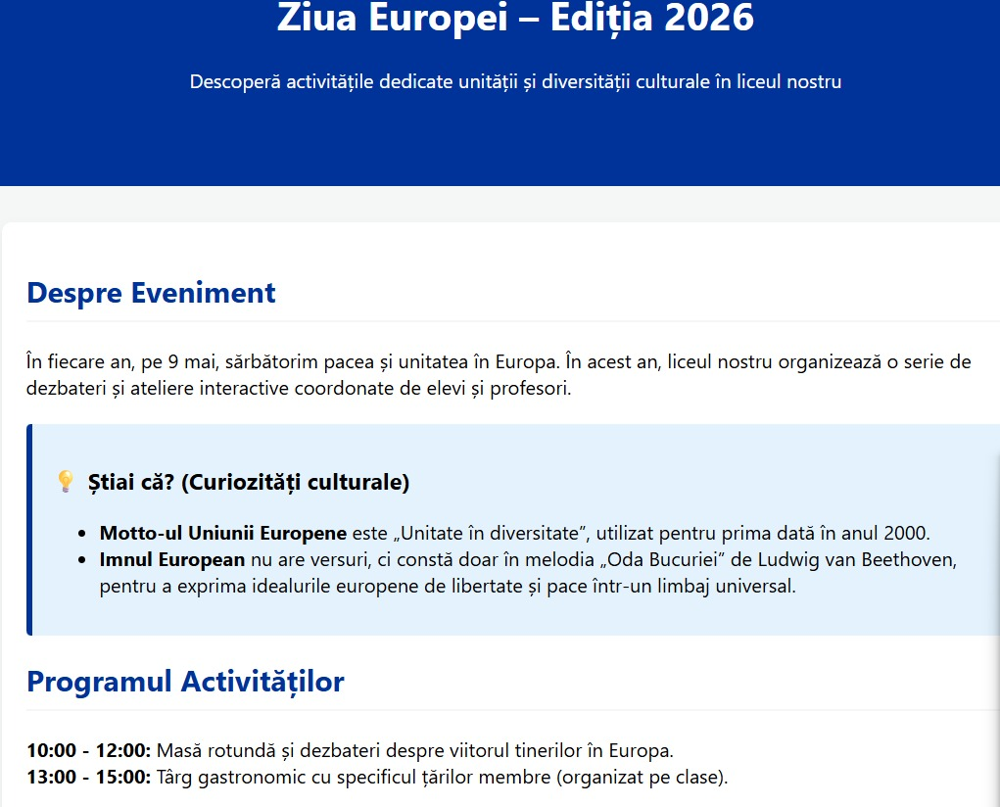 Ziua Europei – Ediția 2026
Descoperă activitățile dedicate unității și diversității culturale în liceul nostru
Despre Eveniment
În fiecare an, pe 9 mai, sărbătorim pacea și unitatea în Europa. În acest an, liceul nostru organizează o serie de
dezbateri și ateliere interactive coordonate de elevi și profesori.
💡 Știai că? (Curiozități culturale)
• Motto-ul Uniunii Europene este „Unitate în diversitate”, utilizat pentru prima dată în anul 2000.
• Imnul European nu are versuri, ci constă doar în melodia „Oda Bucuriei” de Ludwig van Beethoven,
pentru a exprima idealurile europene de libertate și pace într-un limbaj universal.
Programul Activităților
10:00 - 12:00: Masă rotundă și dezbateri despre viitorul tinerilor în Europa.
13:00 - 15:00: Târg gastronomic cu specificul țărilor membre (organizat pe clase).